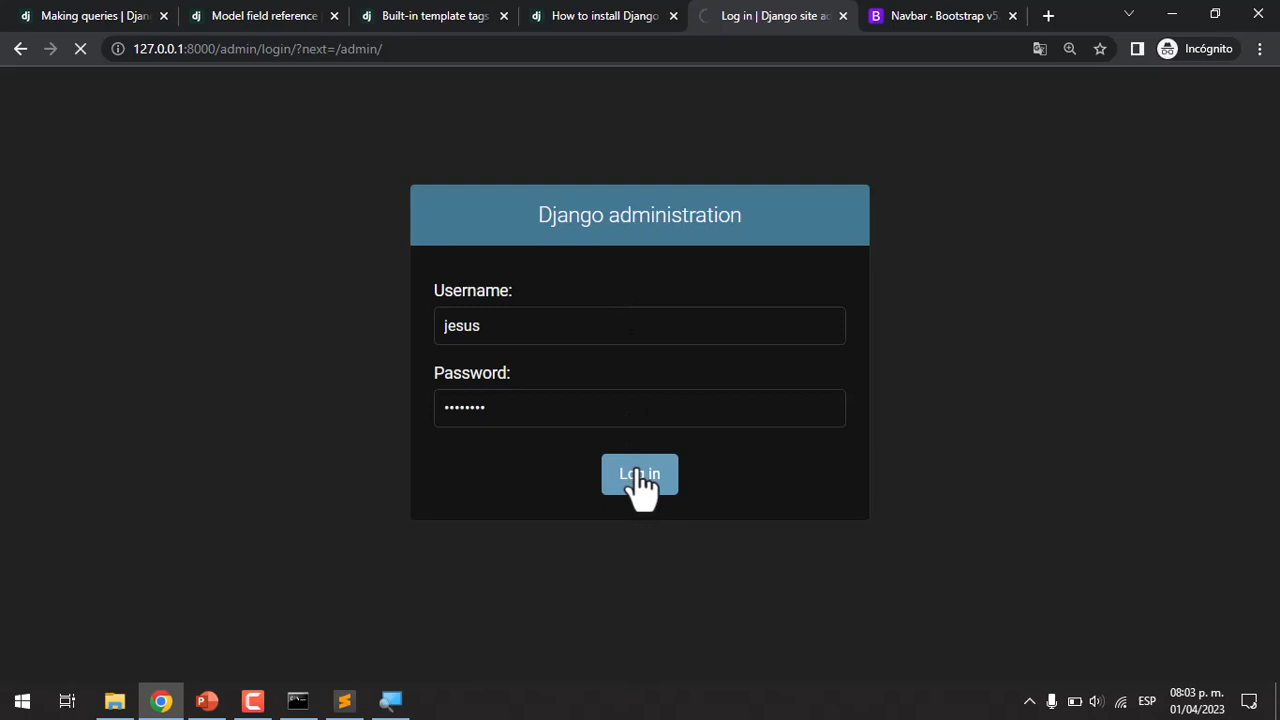 Making queries | Djan
Model field reference
Built-in template tags
How to install Django
Log in | Django site ad
Navbar · Bootstrap v5.
127.0.0.1:8000/admin/login/?next=/admin/
Incógnito
Django administration
Username:
jesus
Password:
••••••••
Log in
ESP
08:03 p. m.
01/04/2023